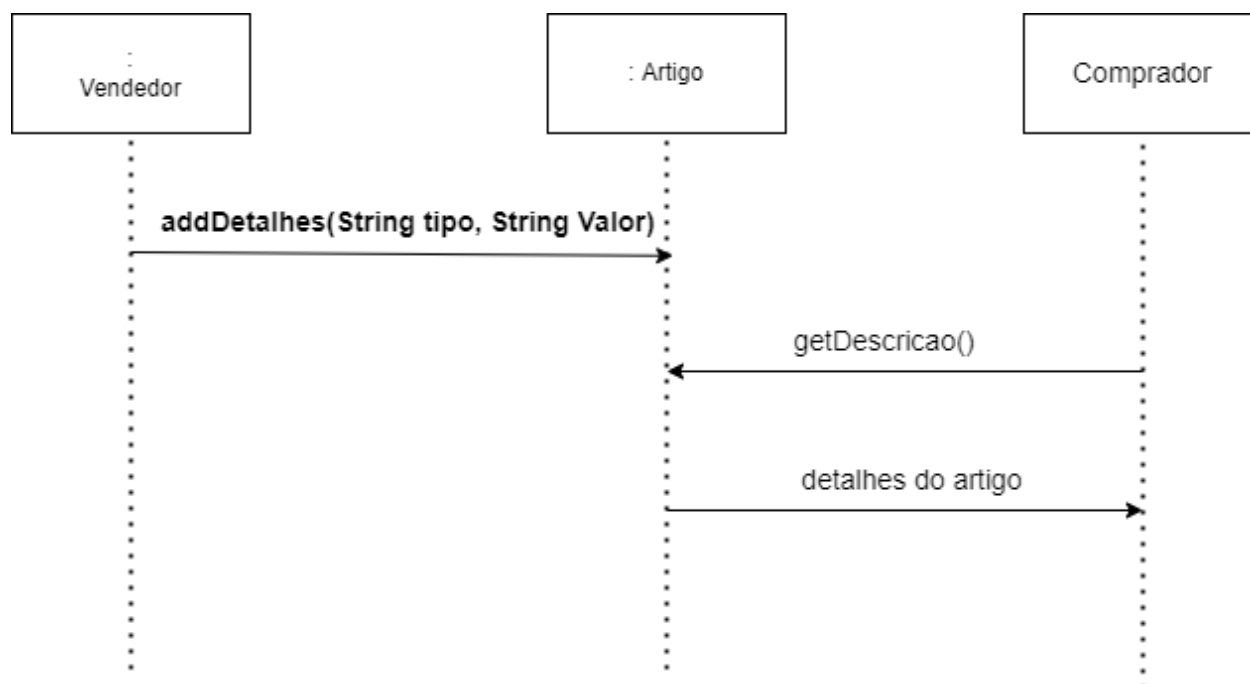 :
Vendedor
: Artigo
Comprador
addDetalhes(String tipo, String Valor)
getDescricao()
detalhes do artigo